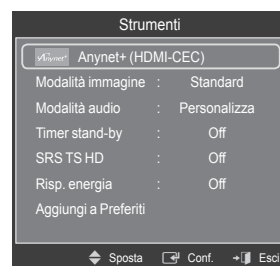 Strumenti
Anynet+ Anynet+ (HDMI-CEC)
Modalità immagine : Standard
Modalità audio : Personalizza
Timer stand-by : Off
SRS TS HD : Off
Risp. energia : Off
Aggiungi a Preferiti
Sposta Conf. Esci